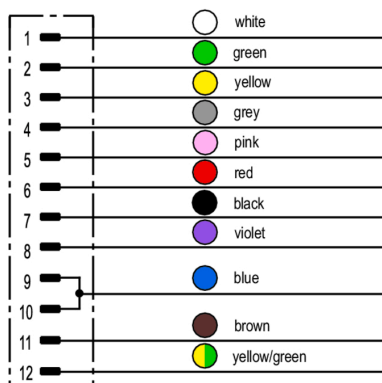 1 white
2 green
3 yellow
4 grey
5 pink
6 red
7 black
8 violet
9
blue
10
11 brown
12 yellow/green